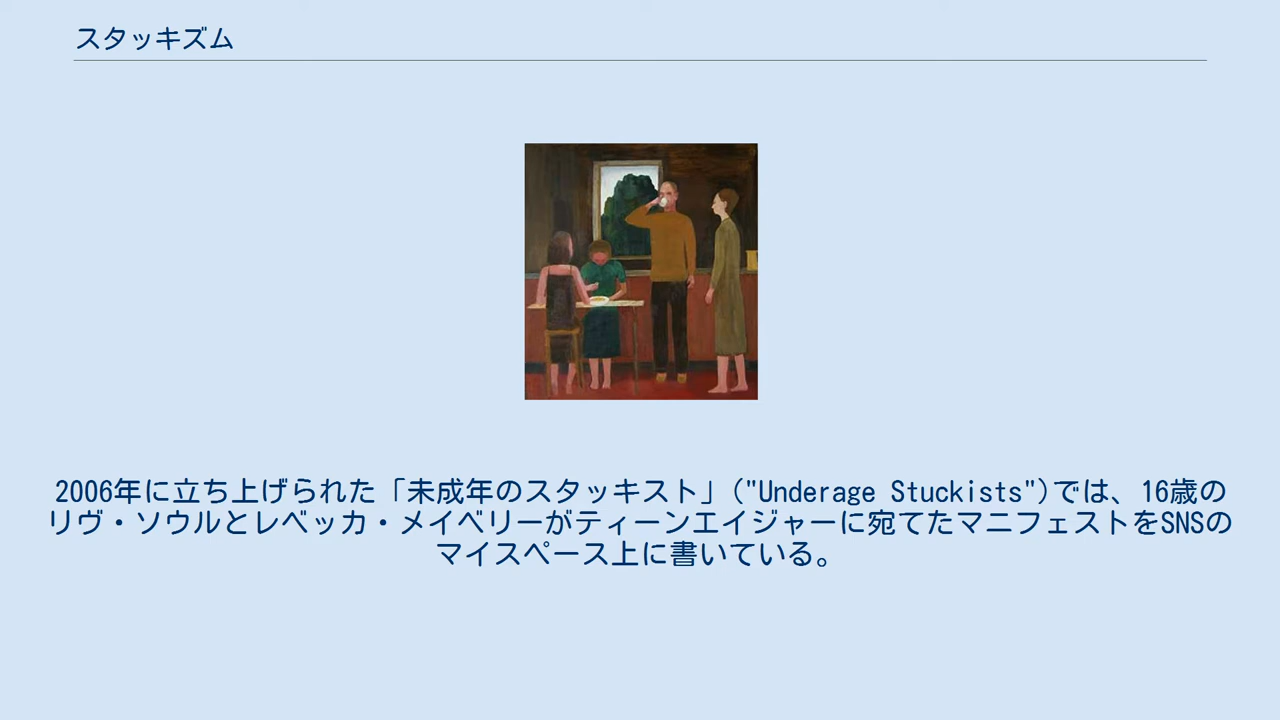 スタッキズム
2006年に立ち上げられた「未成年のスタッキスト」("Underage Stuckists")では、16歳の
リヴ・ソウルとレベッカ・メイベリーがティーンエイジャーに宛てたマニフェストをSNSの
マイスペース上に書いている。